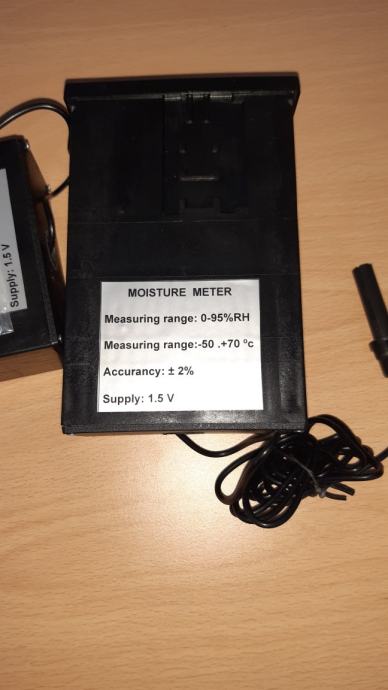 MOISTURE METER
Measuring range: 0-95%RH
Measuring range:-50 .+70 ºc
Accurancy: ± 2%
Supply: 1.5 V
Supply: 1.5 V